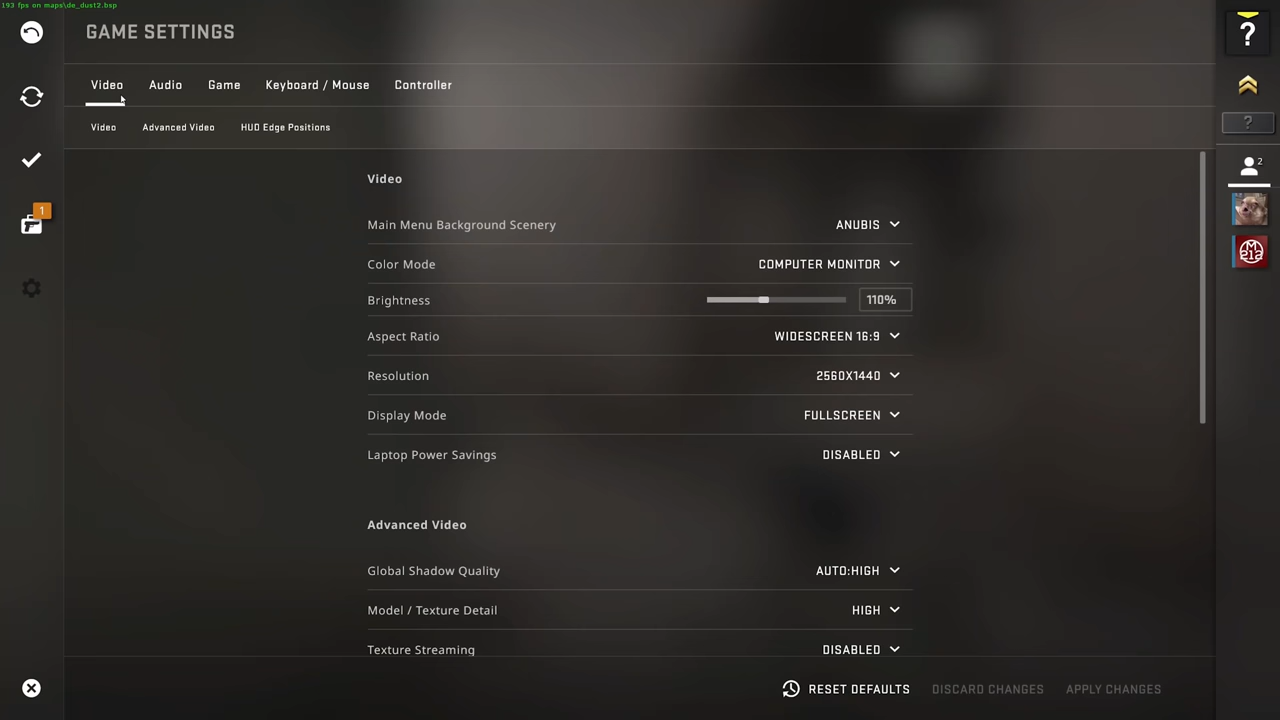 193 fps on maps\de_dust2.bsp
GAME SETTINGS
?
Video Audio Game Keyboard / Mouse Controller
Video Advanced Video HUD Edge Positions
?
Video
2
1
Main Menu Background Scenery ANUBIS
Color Mode COMPUTER MONITOR
M
212
Brightness 110%
Aspect Ratio WIDESCREEN 16:9
Resolution 2560X1440
Display Mode FULLSCREEN
Laptop Power Savings DISABLED
Advanced Video
Global Shadow Quality AUTO:HIGH
Model / Texture Detail HIGH
Texture Streaming DISABLED
RESET DEFAULTS DISCARD CHANGES APPLY CHANGES